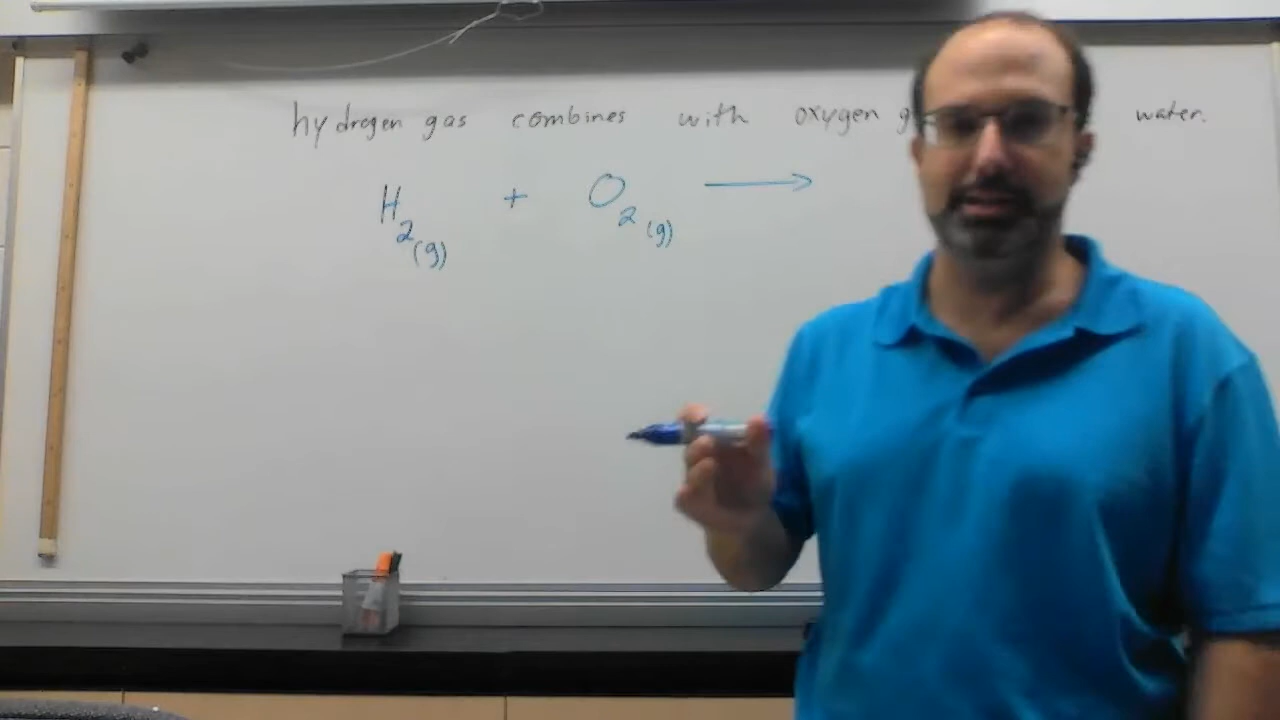 hydrogen gas combines with oxygen g water.
H2(g) + O2(g) →